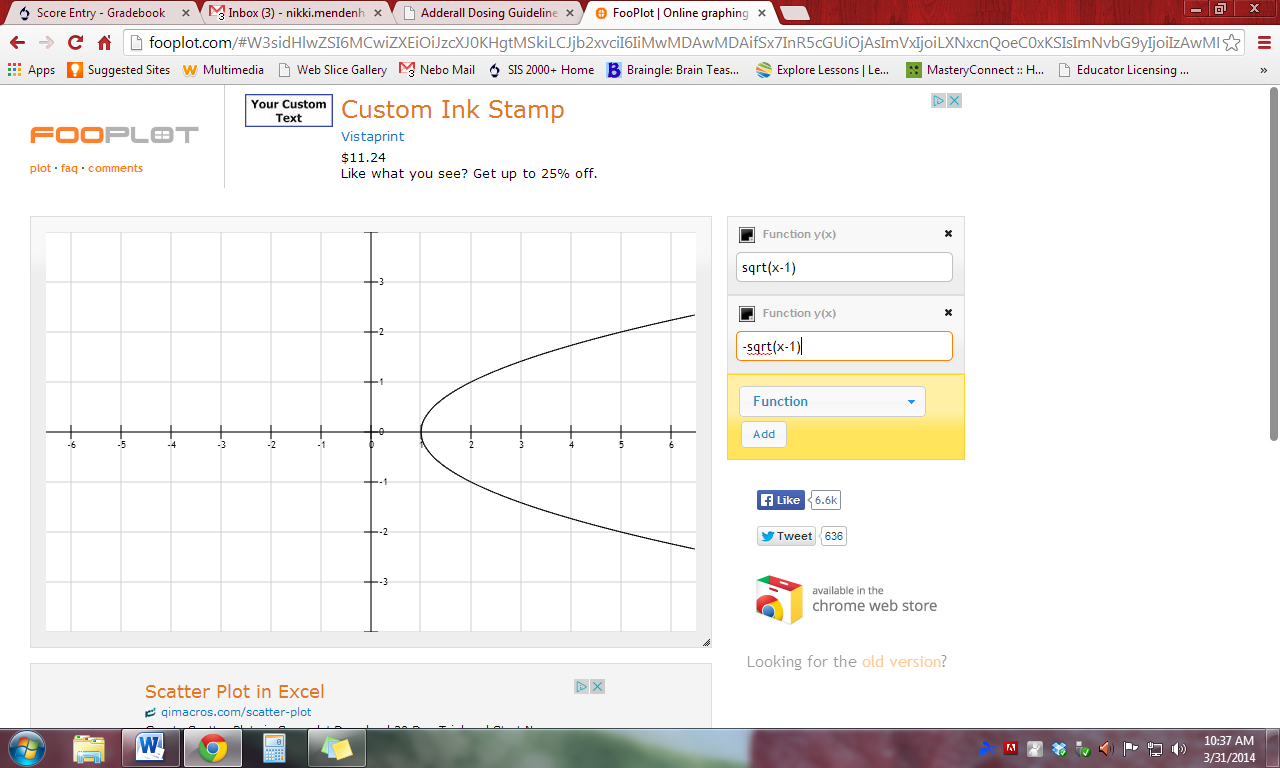 Score Entry - Gradebook
Inbox (3) - nikki.mendenh
Adderall Dosing Guideline
FooPlot | Online graphing
Apps
Suggested Sites
Multimedia
Web Slice Gallery
Nebo Mail
SIS 2000+ Home
Braingle: Brain Teas...
Explore Lessons | Le...
MasteryConnect :: H...
Educator Licensing ...
»
FOOPLOT
plot · faq · comments
Your Custom
Text
Custom Ink Stamp
Vistaprint
$11.24
Like what you see? Get up to 25% off.
3
2
1
0
-6 -5 -4 -3 -2 -1 0 1 2 3 4 5 6
-1
-2
-3
Function y(x)
sqrt(x-1)
Function y(x)
-sqrt(x-1)
Function
Add
Like 6.6k
Tweet 636
available in the
chrome web store
Looking for the old version?
Scatter Plot in Excel
qimacros.com/scatter-plot
10:37 AM
3/31/2014